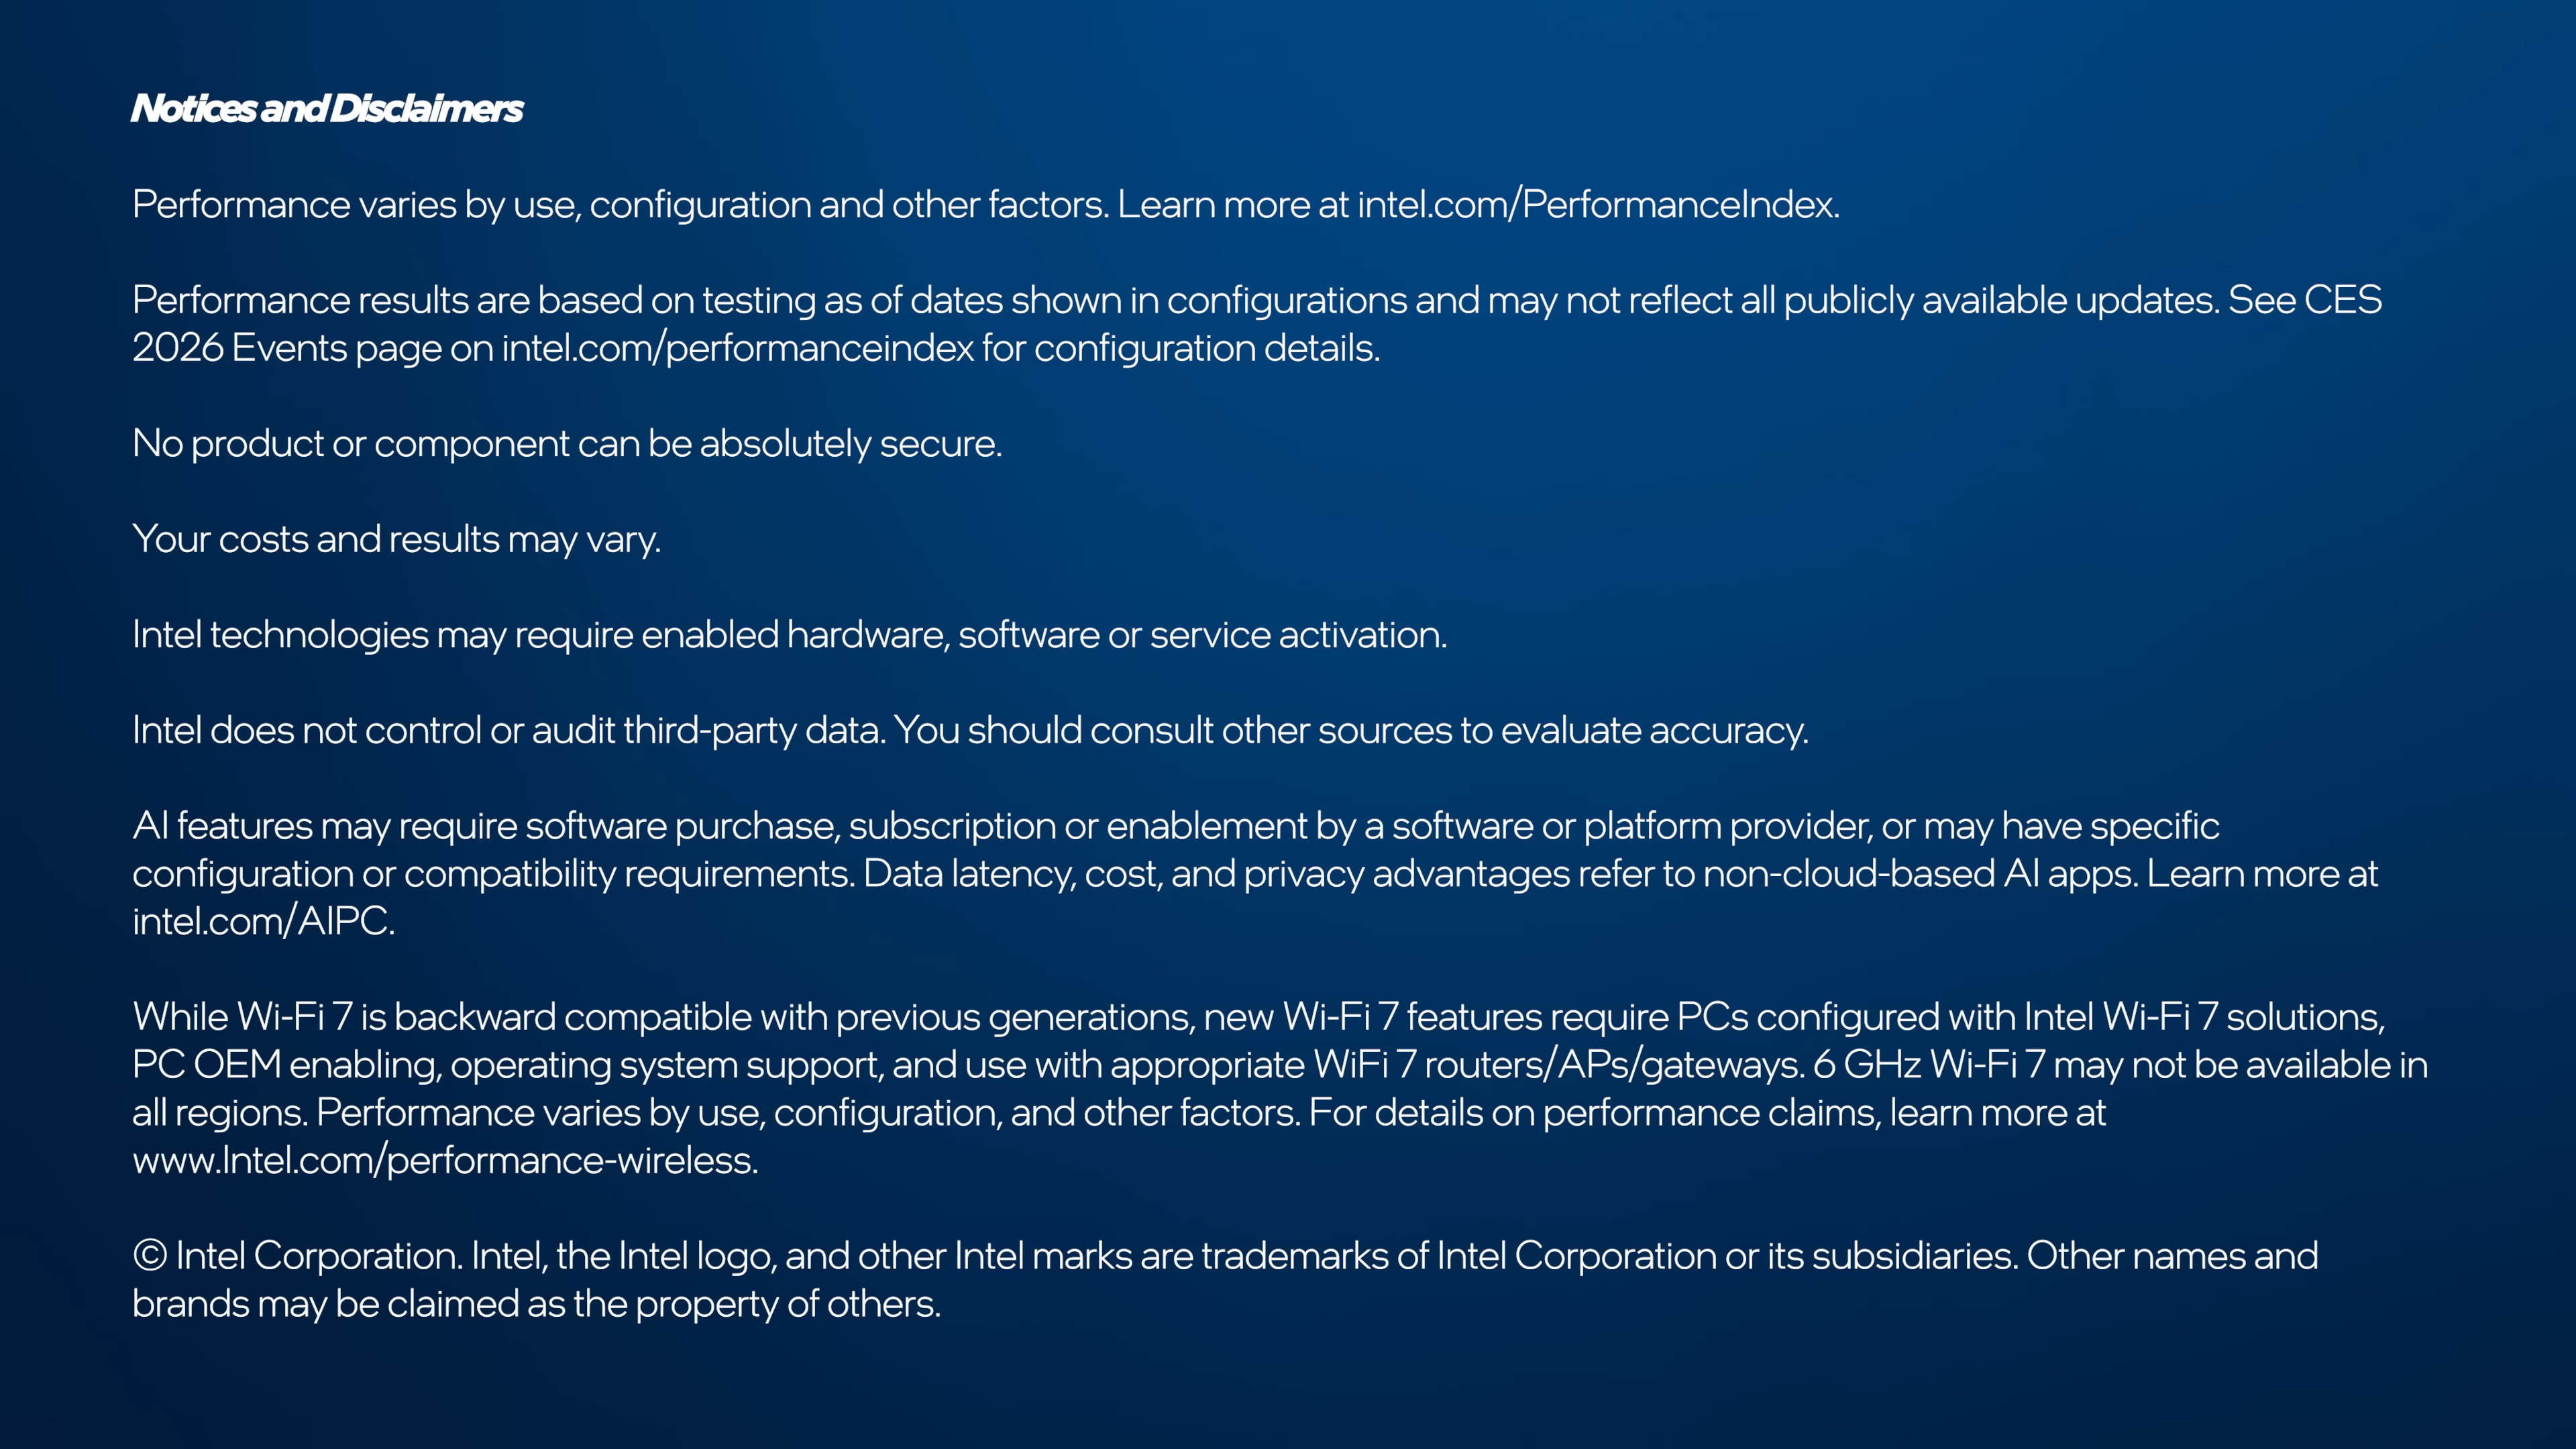 Notices and Disclaimers
Performance varies by use, configuration and other factors. Learn more at intel.com/PerformanceIndex.
Performance results are based on testing as of dates shown in configurations and may not reflect all publicly available updates. See CES
2026 Events page on intel.com/performanceindex for configuration details.
No product or component can be absolutely secure.
Your costs and results may vary.
Intel technologies may require enabled hardware, software or service activation.
Intel does not control or audit third-party data. You should consult other sources to evaluate accuracy.
AI features may require software purchase, subscription or enablement by a software or platform provider, or may have specific
configuration or compatibility requirements. Data latency, cost, and privacy advantages refer to non-cloud-based AI apps. Learn more at
intel.com/AIPC.
While Wi-Fi 7 is backward compatible with previous generations, new Wi-Fi 7 features require PCs configured with Intel Wi-Fi 7 solutions,
PC OEM enabling, operating system support, and use with appropriate WiFi 7 routers/APs/gateways. 6 GHz Wi-Fi 7 may not be available in
all regions. Performance varies by use, configuration, and other factors. For details on performance claims, learn more at
www.Intel.com/performance-wireless.
© Intel Corporation. Intel, the Intel logo, and other Intel marks are trademarks of Intel Corporation or its subsidiaries. Other names and
brands may be claimed as the property of others.